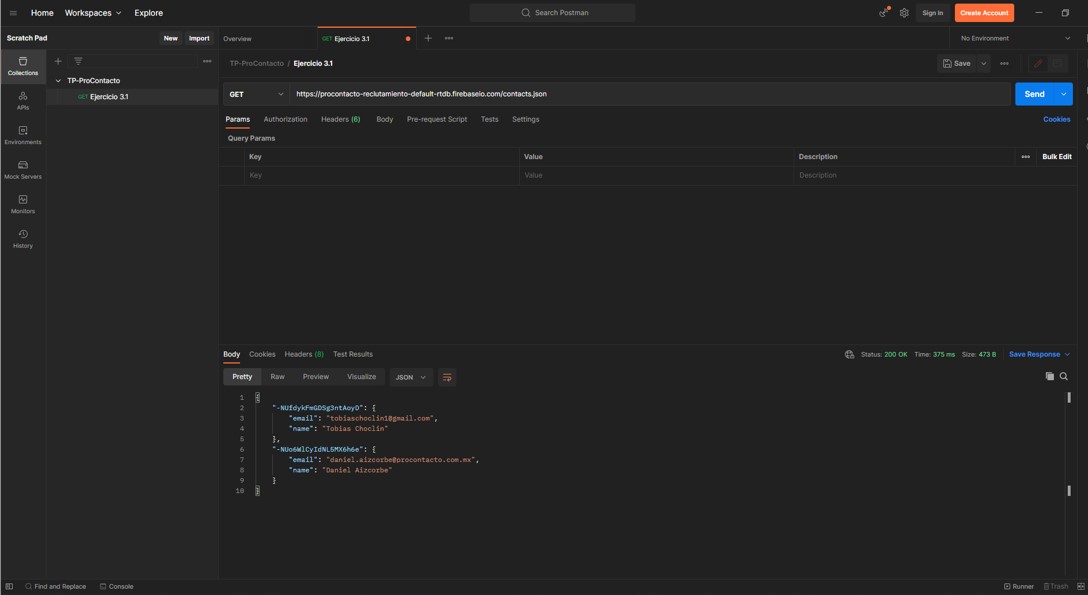 Home Workspaces Explore Search Postman Sign In Create Account
Scratch Pad New Import Overview GET Ejercicio 3.1 No Environment
Collections
TP-ProContacto
GET Ejercicio 3.1
APIs
Environments
Mock Servers
Monitors
History
TP-ProContacto / Ejercicio 3.1 Save
GET https://procontacto-reclutamiento-default-rtdb.firebaseio.com/contacts.json Send
Params Authorization Headers (6) Body Pre-request Script Tests Settings Cookies
Query Params
Key Value Description Bulk Edit
Key Value Description
Body Cookies Headers (8) Test Results Status: 200 OK Time: 375 ms Size: 473 B Save Response
Pretty Raw Preview Visualize JSON
1 {
2 "-NUfdykFmGDSg3ntAoyD": {
3 "email": "tobiaschoclin1@gmail.com",
4 "name": "Tobias Choclin"
5 },
6 "-NUo6WlCyIdNL5MX6h6e": {
7 "email": "daniel.aizcorbe@procontacto.com.mx",
8 "name": "Daniel Aizcorbe"
9 }
10 }
Find and Replace Console Runner Trash